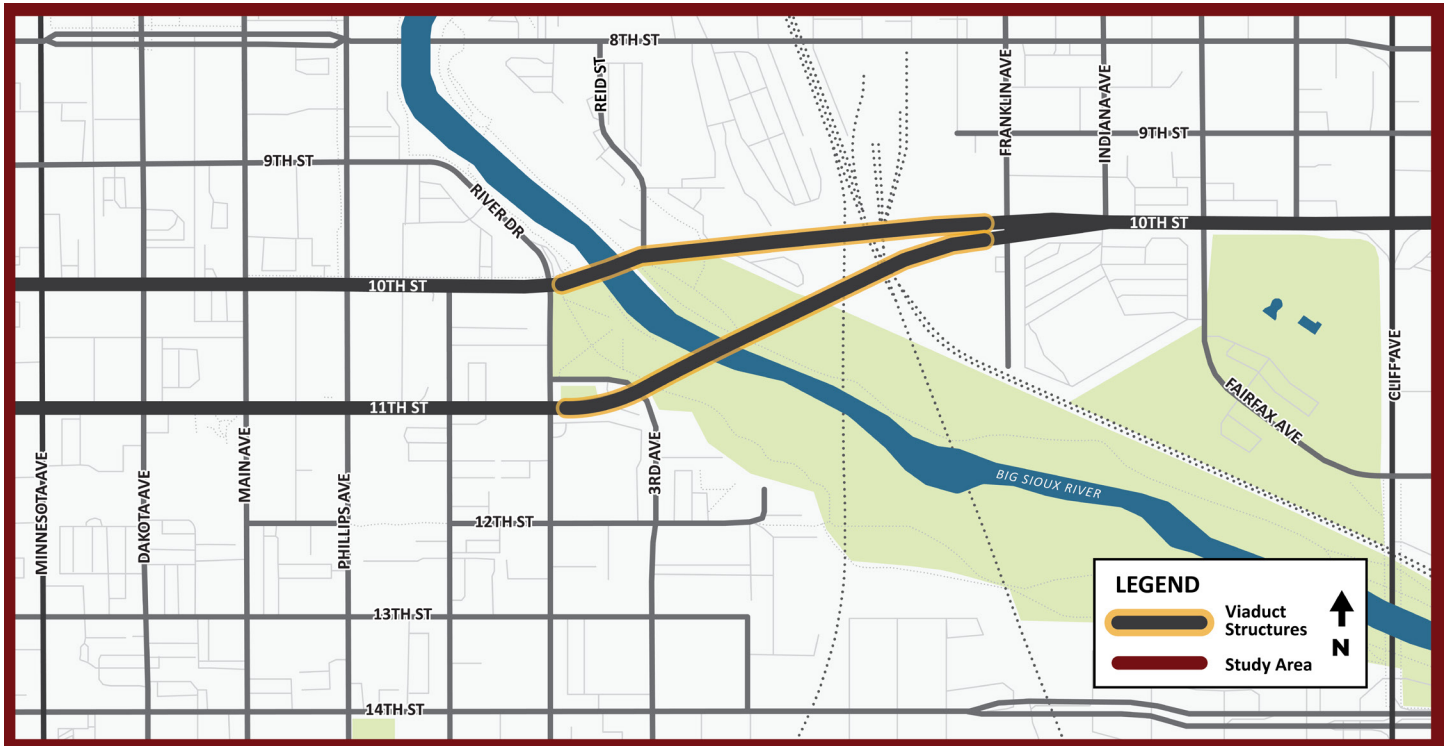 8TH ST
REID ST
FRANKLIN AVE
INDIANA AVE
9TH ST
9TH ST
RIVER DR
10TH ST
10TH ST
11TH ST
CLIFF AVE
FAIRFAX AVE
MINNESOTA AVE
DAKOTA AVE
MAIN AVE
PHILLIPS AVE
3RD AVE
BIG SIOUX RIVER
12TH ST
13TH ST
14TH ST
LEGEND
Viaduct
Structures
Study Area
N